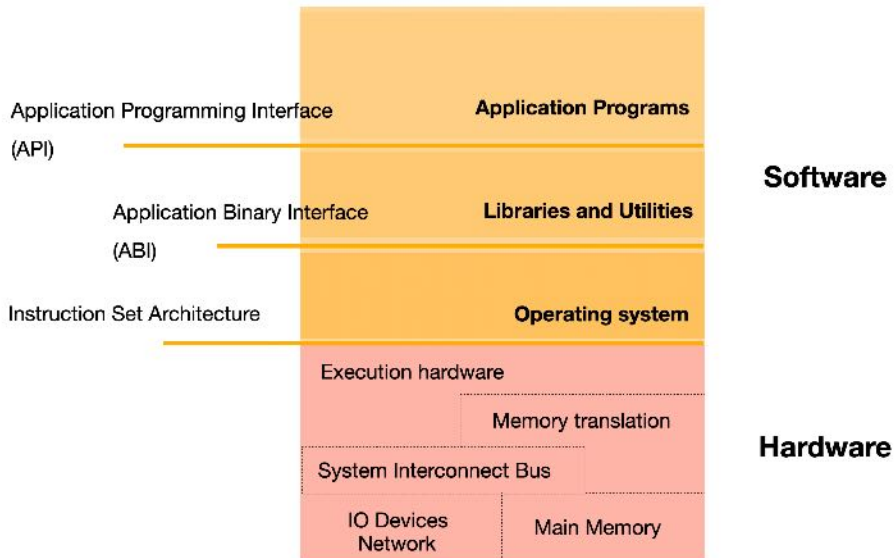 Application Programming Interface
(API)
Application Programs
Software
Application Binary Interface
(ABI)
Libraries and Utilities
Instruction Set Architecture
Operating system
Execution hardware
Memory translation
Hardware
System Interconnect Bus
IO Devices
Network
Main Memory